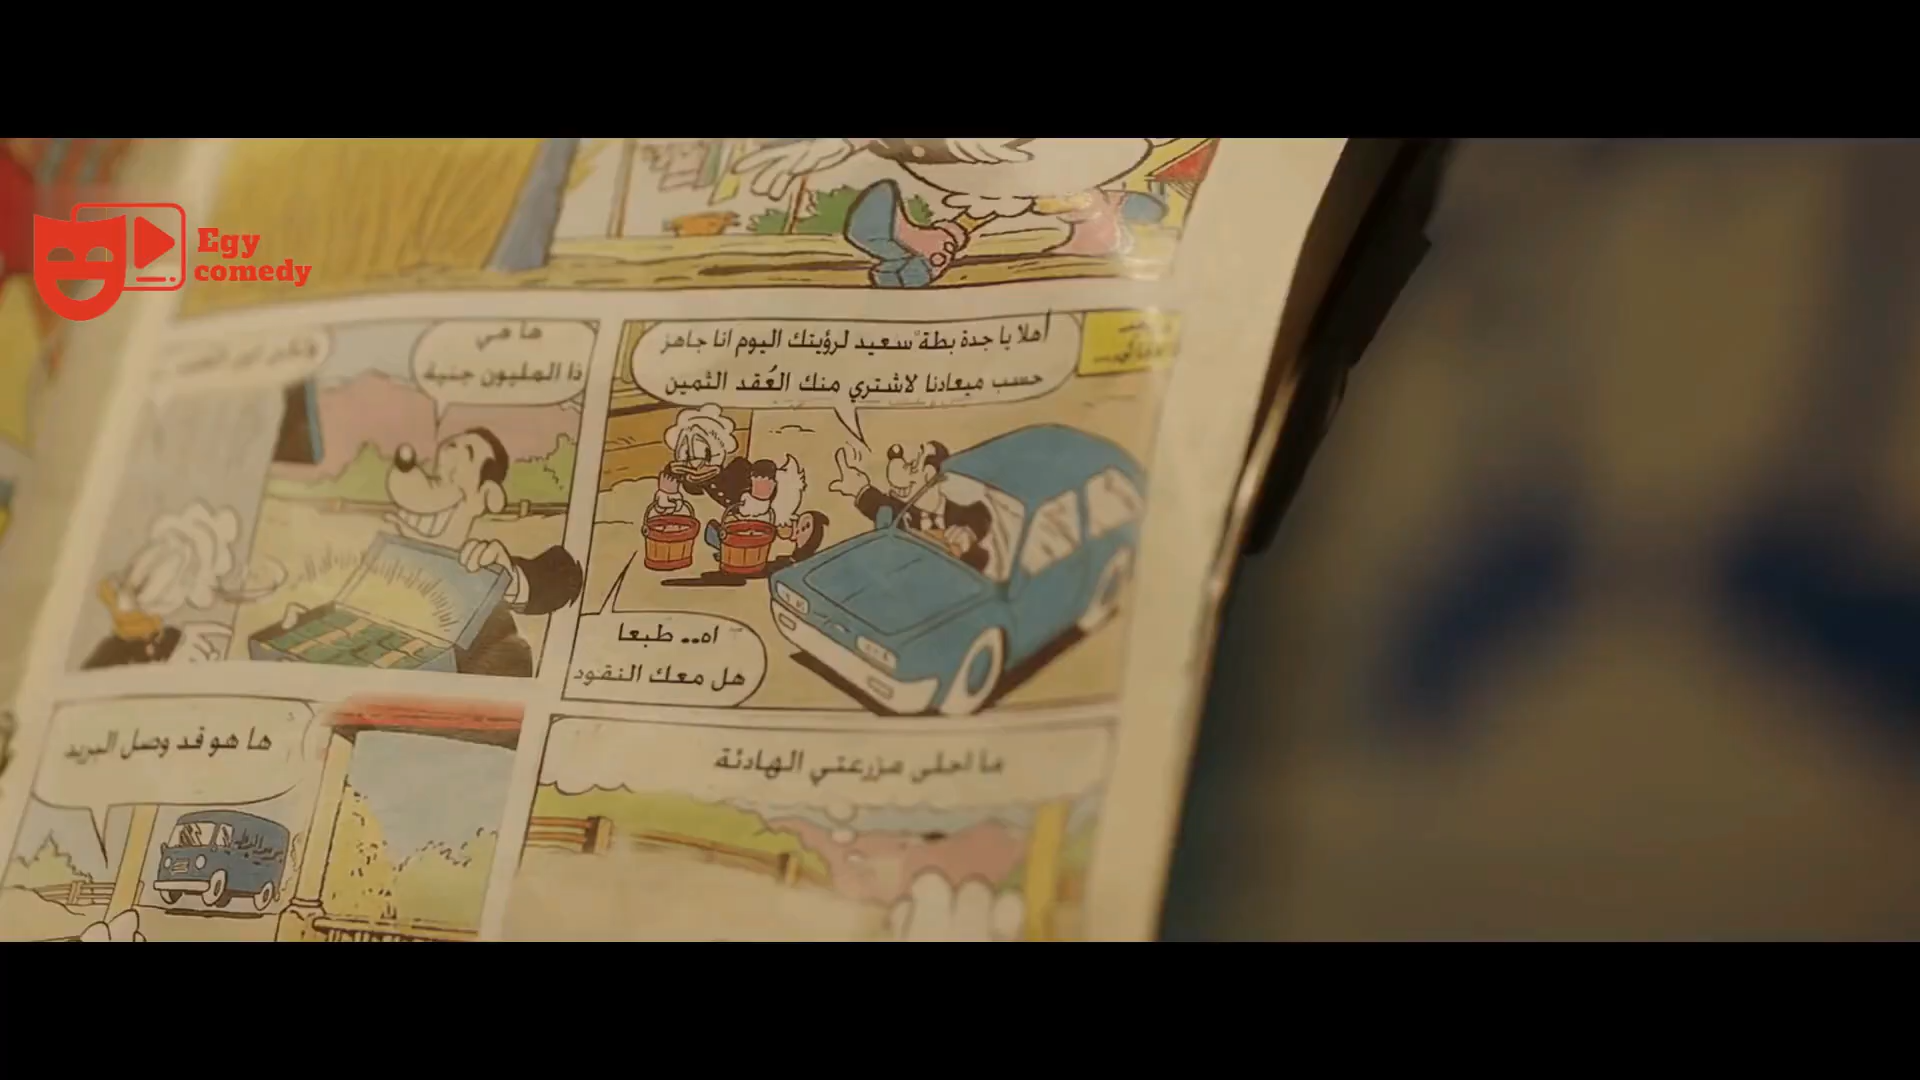 Egy
comedy
أهلا يا جدة بطة سعيد لرؤيتك اليوم انا جاهز
حسب ميعادنا لاشتري منك العُقد الثمين
اه.. طبعا
هل معك النقود
ها هي
ذا المليون جنية
ما احلى مزرعتي الهادئة
ها هو قد وصل البريد